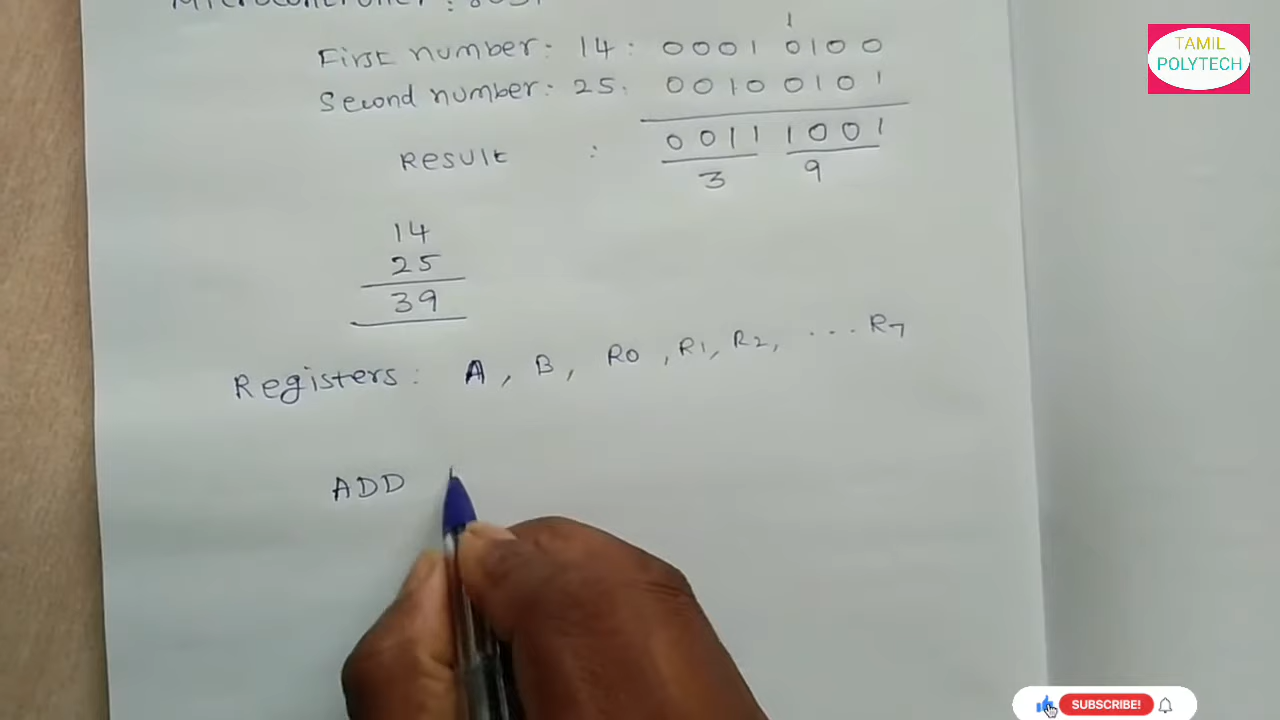 First number: 14: 0001 0100
1
Second number: 25: 0010 0101
Result : 0011 1001
3 9
14
25
39
Registers: A, B, R0, R1, R2, ... R7
ADD
TAMIL
POLYTECH
SUBSCRIBE!